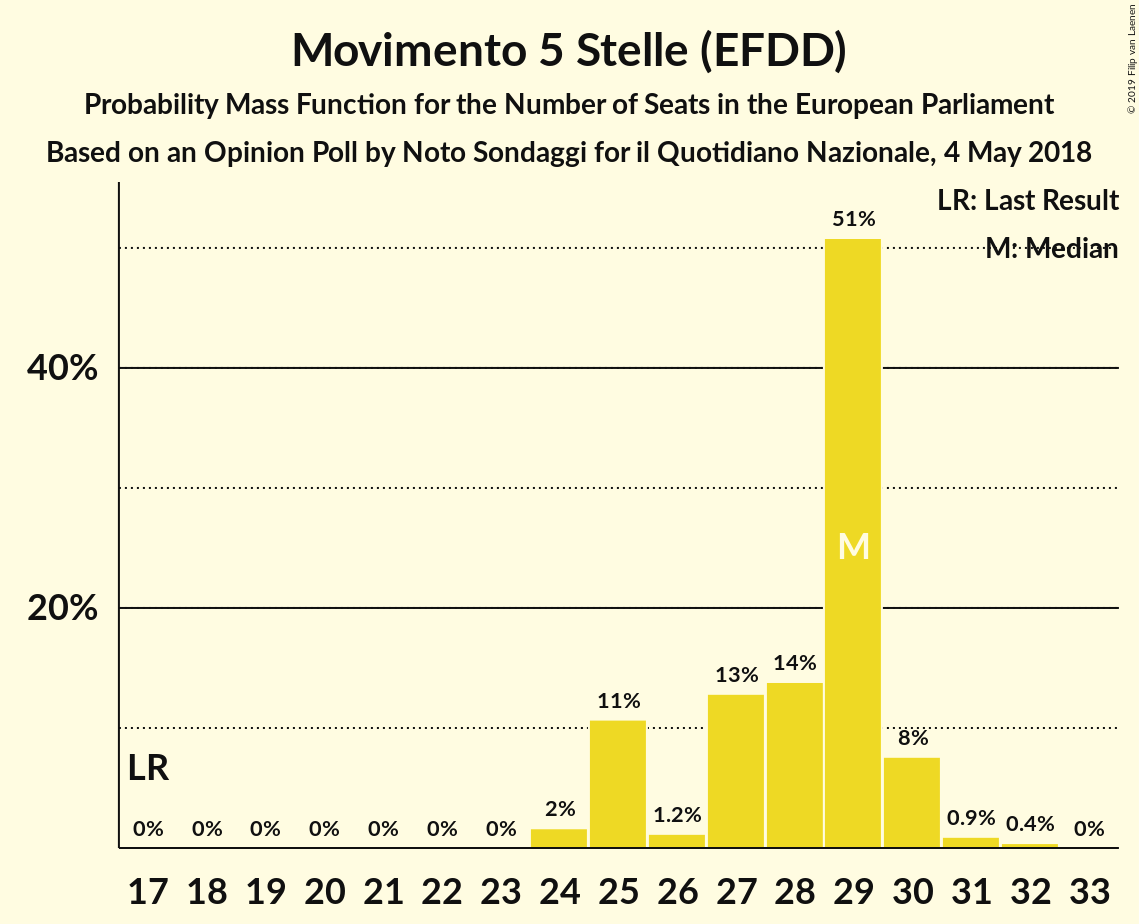 Movimento 5 Stelle (EFDD)
Probability Mass Function for the Number of Seats in the European Parliament
Based on an Opinion Poll by Noto Sondaggi for il Quotidiano Nazionale, 4 May 2018
© 2019 Filip van Laenen
LR: Last Result
M: Median
40%
20%
LR
M
0% 0% 0% 0% 0% 0% 0% 2% 11% 1.2% 13% 14% 51% 8% 0.9% 0.4% 0%
17 18 19 20 21 22 23 24 25 26 27 28 29 30 31 32 33